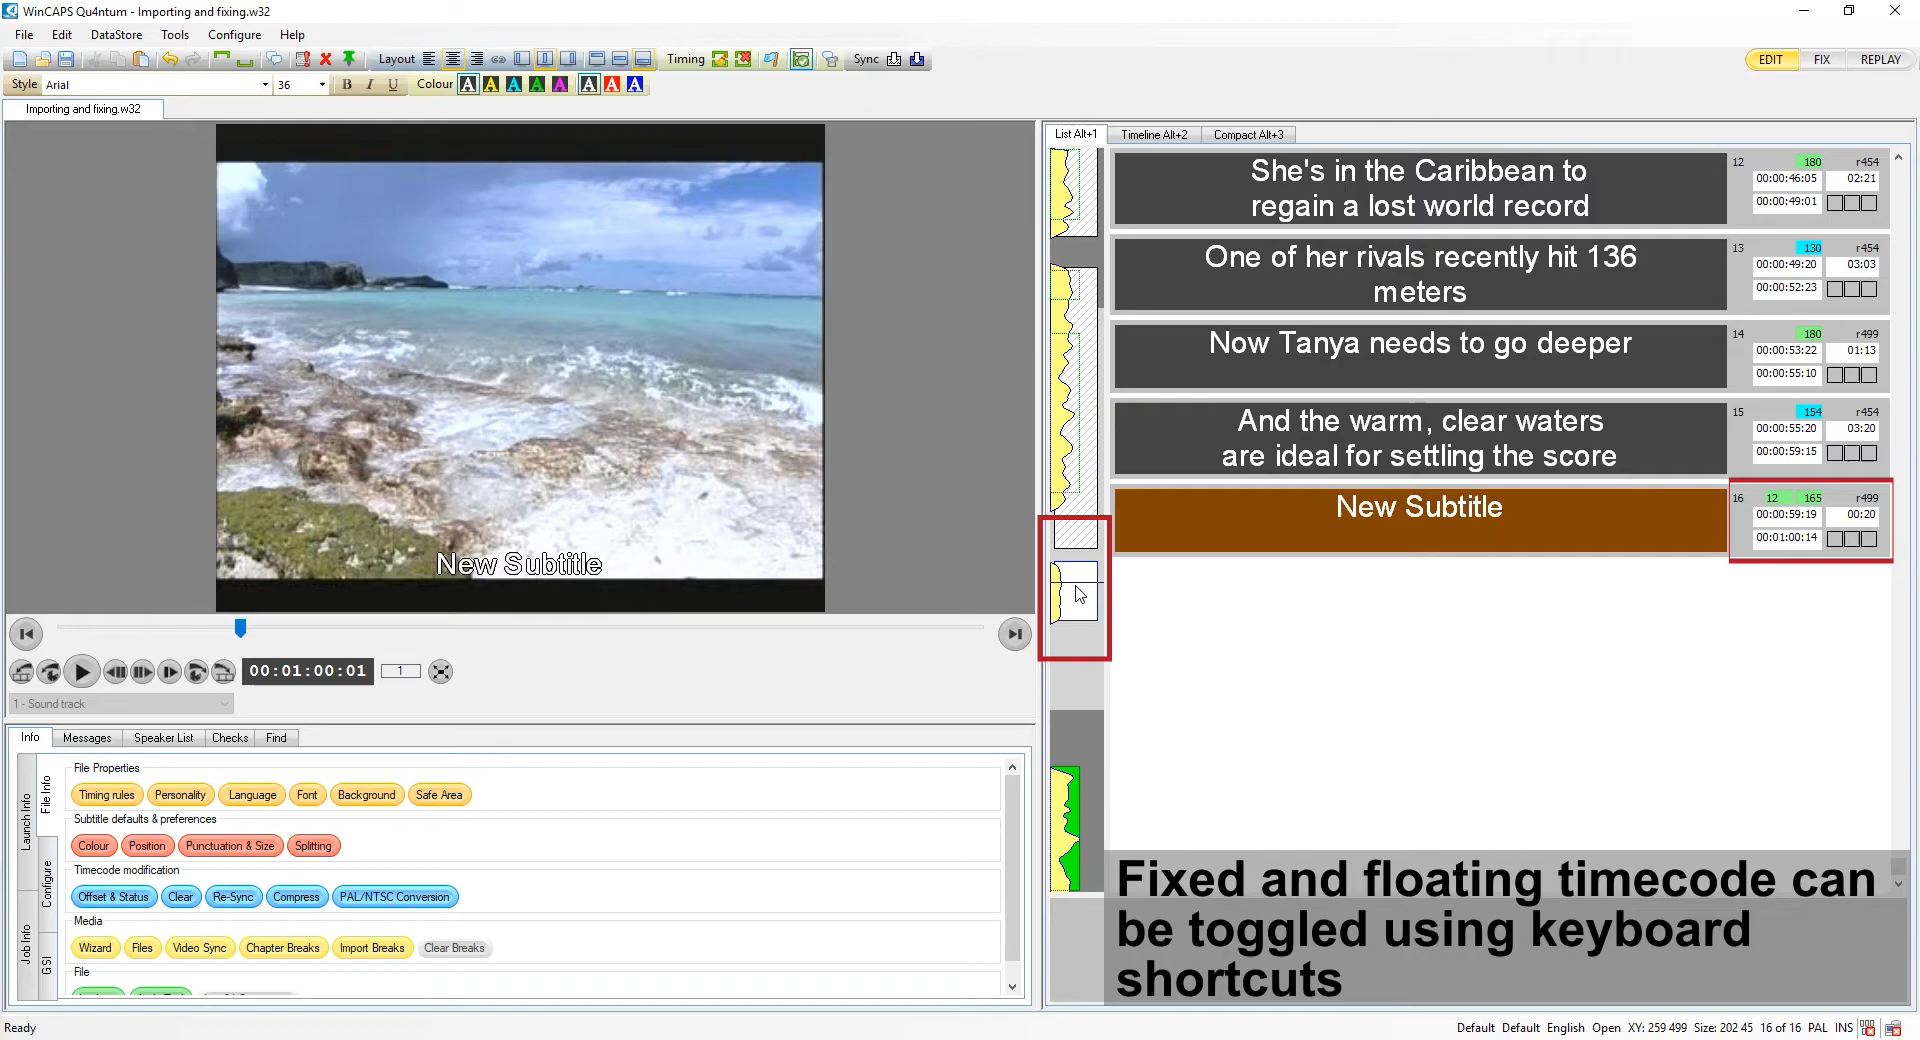 WinCAPS Qu4ntum - Importing and fixing.w32
File Edit DataStore Tools Configure Help
Layout Timing Sync
EDIT FIX REPLAY
Style Arial 36 B I U Colour A A A A A A A A
Importing and fixing.w32
List Alt+1 Timeline Alt+2 Compact Alt+3
She's in the Caribbean to
regain a lost world record
12 180 r454
00:00:46:05 02:21
00:00:49:01
One of her rivals recently hit 136
meters
13 130 r454
00:00:49:20 03:03
00:00:52:23
Now Tanya needs to go deeper
14 180 r499
00:00:53:22 01:13
00:00:55:10
And the warm, clear waters
are ideal for settling the score
15 154 r454
00:00:55:20 03:20
00:00:59:15
New Subtitle
16 12 165 r499
00:00:59:19 00:20
00:01:00:14
New Subtitle
00:01:00:01 1
1 - Sound track
Info Messages Speaker List Checks Find
Launch Info
Job Info
File Info
Configure
GSI
File Properties
Timing rules Personality Language Font Background Safe Area
Subtitle defaults & preferences
Colour Position Punctuation & Size Splitting
Timecode modification
Offset & Status Clear Re-Sync Compress PAL/NTSC Conversion
Media
Wizard Files Video Sync Chapter Breaks Import Breaks Clear Breaks
File
Fixed and floating timecode can
be toggled using keyboard
shortcuts
Ready
Default Default English Open XY: 259 499 Size: 202 45 16 of 16 PAL INS